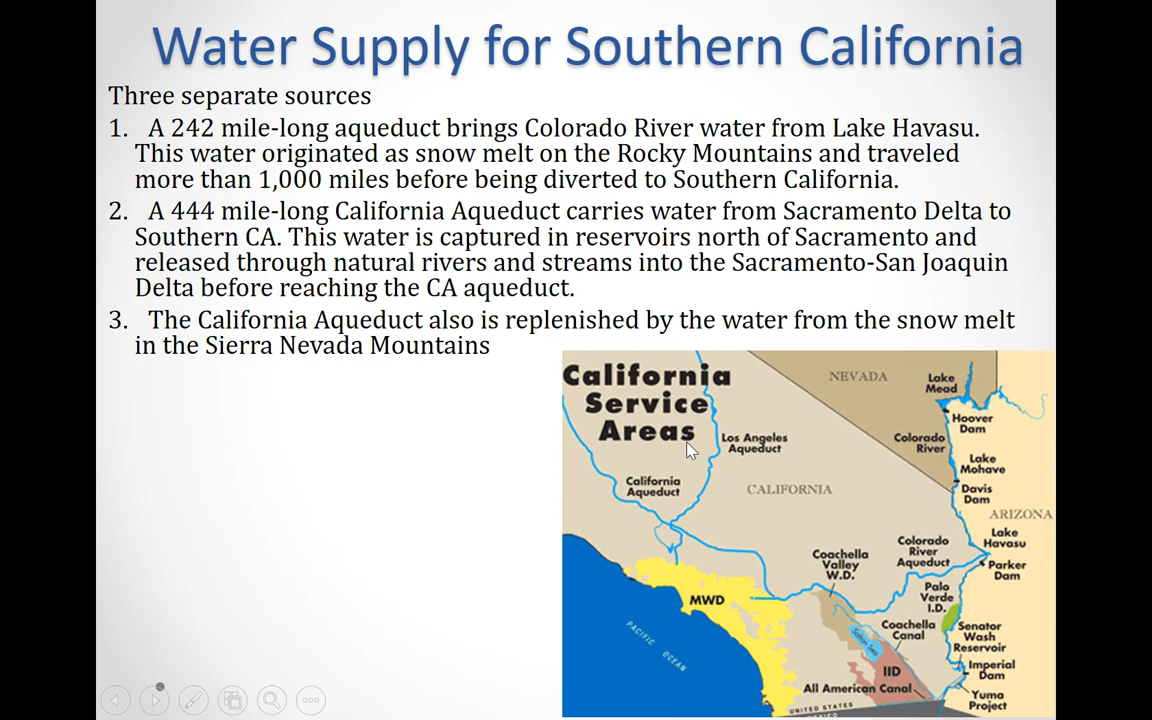 Water Supply for Southern California
Three separate sources
1. A 242 mile-long aqueduct brings Colorado River water from Lake Havasu.
This water originated as snow melt on the Rocky Mountains and traveled
more than 1,000 miles before being diverted to Southern California.
2. A 444 mile-long California Aqueduct carries water from Sacramento Delta to
Southern CA. This water is captured in reservoirs north of Sacramento and
released through natural rivers and streams into the Sacramento-San Joaquin
Delta before reaching the CA aqueduct.
3. The California Aqueduct also is replenished by the water from the snow melt
in the Sierra Nevada Mountains
California
Service
Areas
NEVADA
Lake
Mead
Hoover
Dam
Los Angeles
Aqueduct
Colorado
River
Lake
Mohave
California
Aqueduct
CALIFORNIA
Davis
Dam
ARIZONA
Lake
Havasu
Colorado
River
Aqueduct
Coachella
Valley
W.D.
Parker
Dam
Palo
Verde
I.D.
MWD
Coachella
Canal
Senator
Wash
Reservoir
PACIFIC OCEAN
Salton Sea
IID
Imperial
Dam
All American Canal
Yuma
Project
UNITED STATES
MEXICO